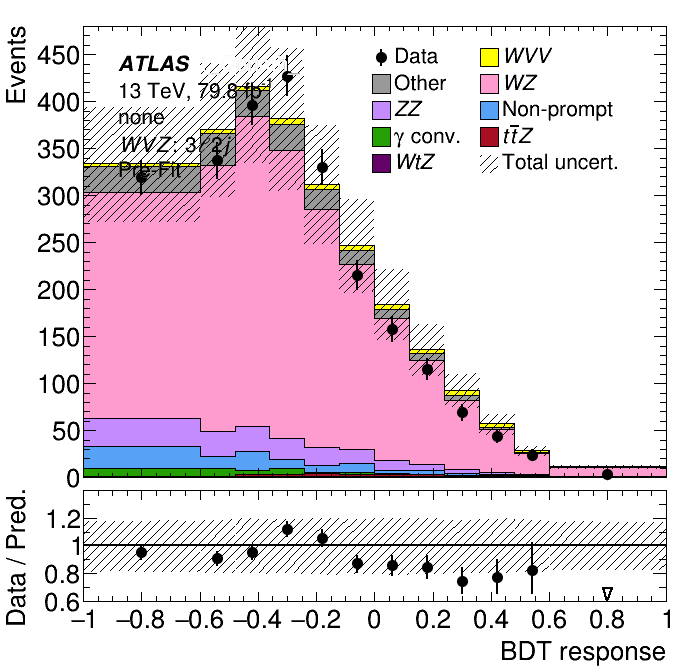 Events
450
400
350
300
250
200
150
100
50
0
ATLAS
13 TeV, 79.8 fb⁻¹
none
WVZ: 3ℓ 2j
Pre-Fit
Data
WVV
Other
WZ
ZZ
Non-prompt
γ conv.
tt̄Z
WtZ
Total uncert.
Data / Pred.
1.2
1
0.8
0.6
−1 −0.8 −0.6 −0.4 −0.2 0 0.2 0.4 0.6 0.8 1
BDT response